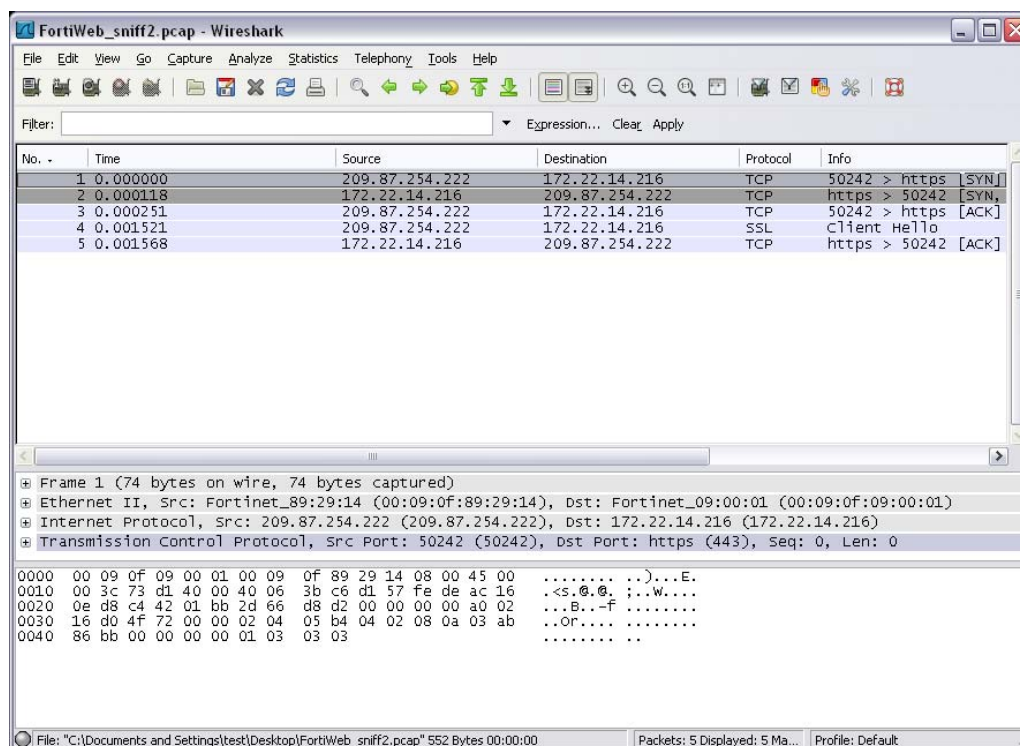 FortiWeb_sniff2.pcap - Wireshark
File Edit View Go Capture Analyze Statistics Telephony Tools Help
Filter: Expression... Clear Apply
No. - Time Source Destination Protocol Info
1 0.000000 209.87.254.222 172.22.14.216 TCP 50242 > https [SYN]
2 0.000118 172.22.14.216 209.87.254.222 TCP https > 50242 [SYN,
3 0.000251 209.87.254.222 172.22.14.216 TCP 50242 > https [ACK]
4 0.001521 209.87.254.222 172.22.14.216 SSL Client Hello
5 0.001568 172.22.14.216 209.87.254.222 TCP https > 50242 [ACK]
Frame 1 (74 bytes on wire, 74 bytes captured)
Ethernet II, Src: Fortinet_89:29:14 (00:09:0f:89:29:14), Dst: Fortinet_09:00:01 (00:09:0f:09:00:01)
Internet Protocol, Src: 209.87.254.222 (209.87.254.222), Dst: 172.22.14.216 (172.22.14.216)
Transmission Control Protocol, Src Port: 50242 (50242), Dst Port: https (443), Seq: 0, Len: 0
0000 00 09 0f 09 00 01 00 09 0f 89 29 14 08 00 45 00 ........ ..)...E.
0010 00 3c 73 d1 40 00 40 06 3b c6 d1 57 fe de ac 16 .<s.@.@. ;..W....
0020 0e d8 c4 42 01 bb 2d 66 d8 d2 00 00 00 00 a0 02 ...B..-f ........
0030 16 d0 4f 72 00 00 02 04 05 b4 04 02 08 0a 03 ab ..Or.... ........
0040 86 bb 00 00 00 00 01 03 03 03 ........ ..
File: "C:\Documents and Settings\test\Desktop\FortiWeb_sniff2.pcap" 552 Bytes 00:00:00 Packets: 5 Displayed: 5 Ma... Profile: Default